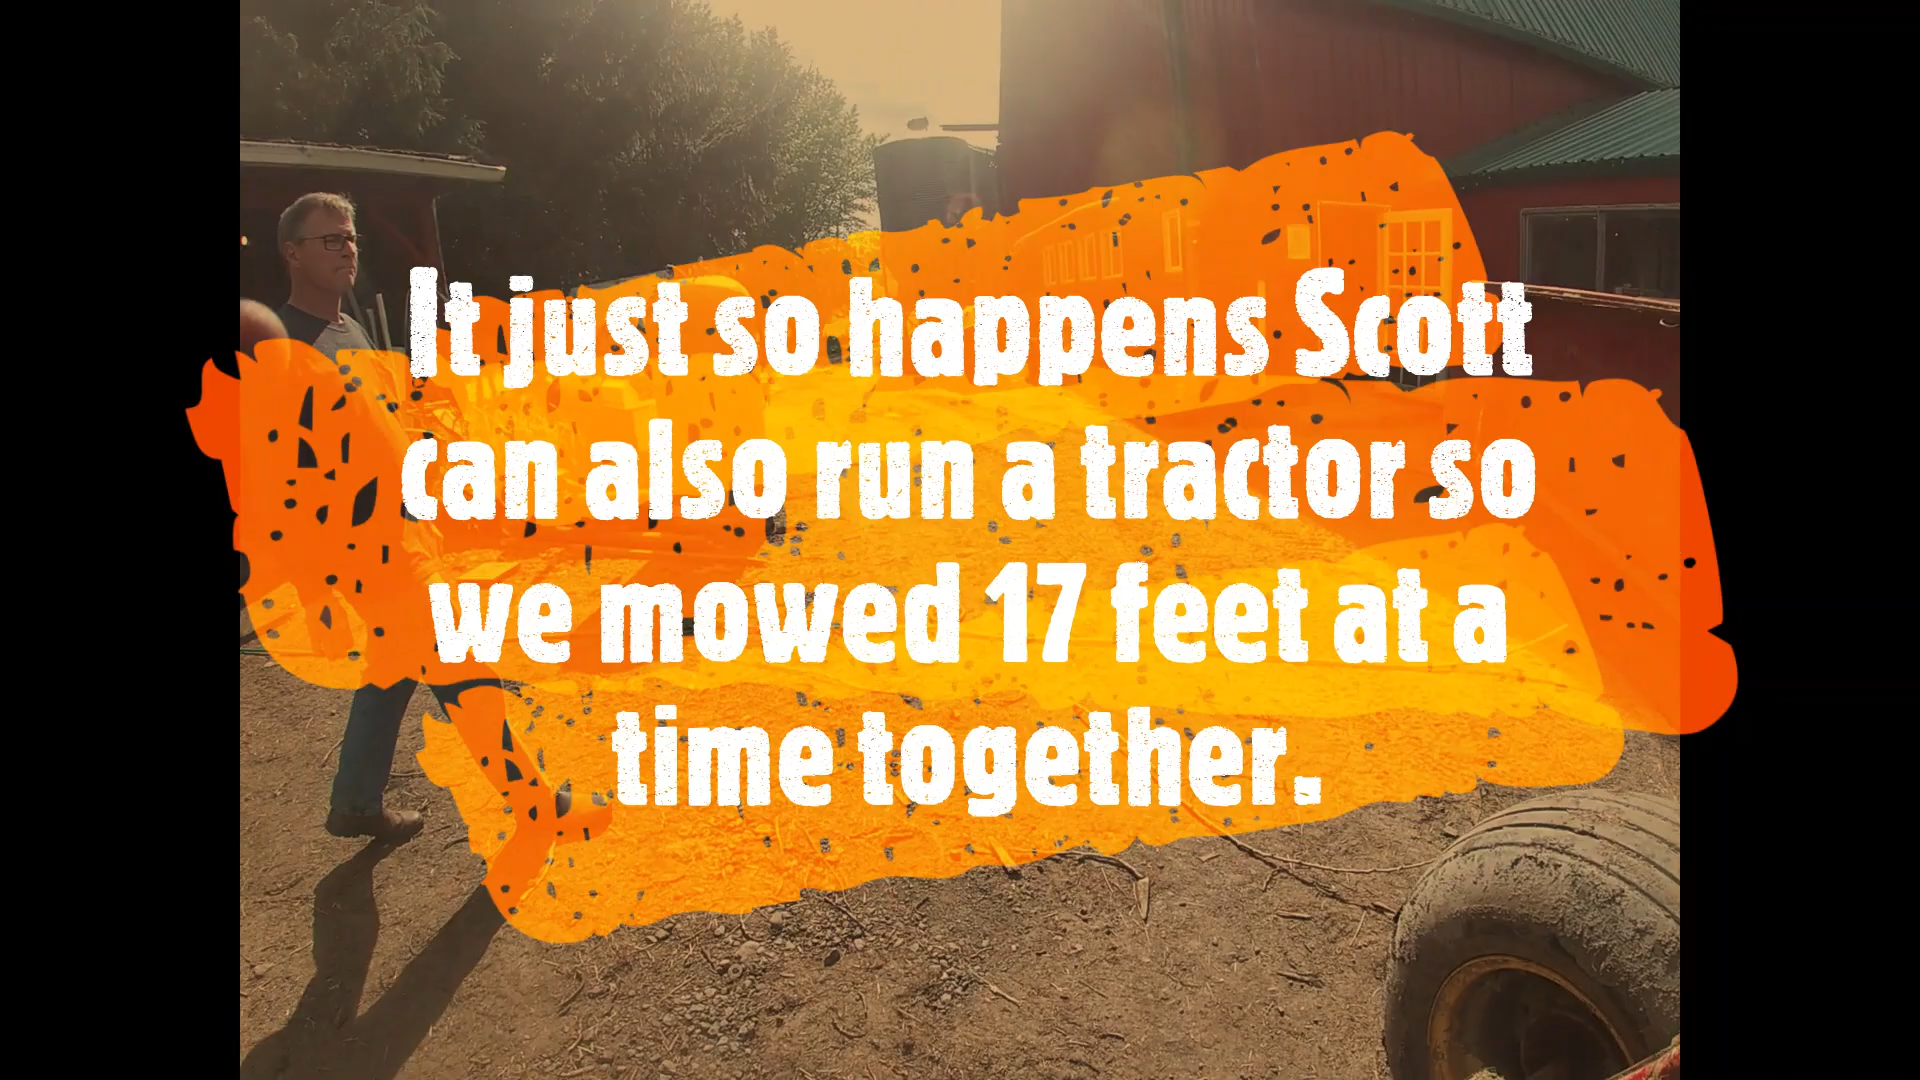 It just so happens Scott
can also run a tractor so
we mowed 17 feet at a
time together.